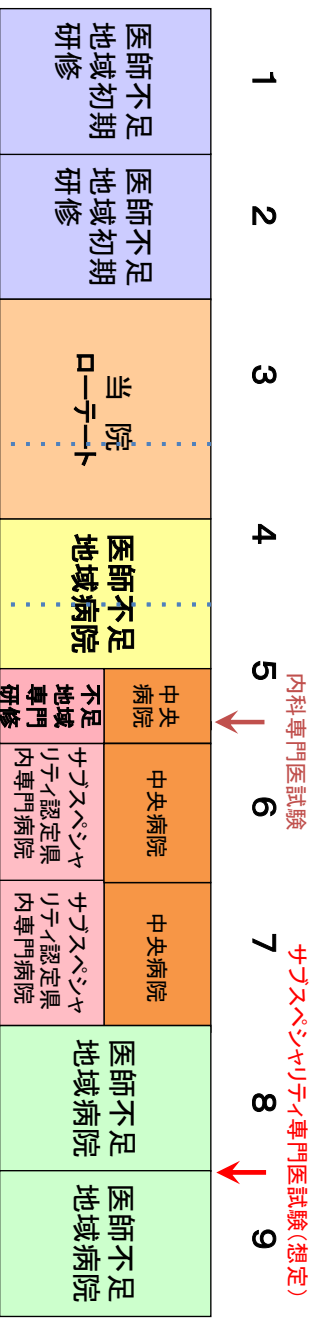 1
2
3
4
5
6
7
8
9
内科専門医試験
サブスペシャリティ専門医試験(想定)
医師不足
地域初期
研修
医師不足
地域初期
研修
当 院
ローテート
医師不足
地域病院
中央
病院
不足
地域
専門
研修
中央病院
サブスペシャ
リティ認定県
内専門病院
中央病院
サブスペシャ
リティ認定県
内専門病院
医師不足
地域病院
医師不足
地域病院